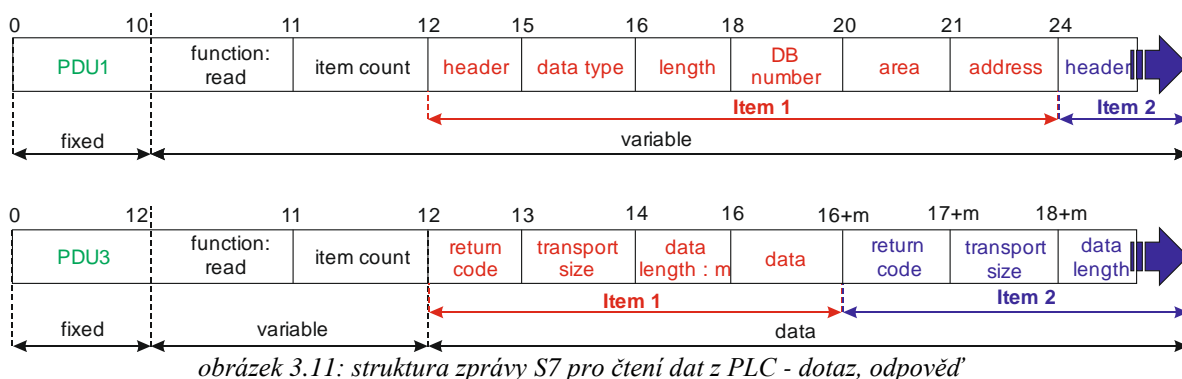 0 10 11 12 15 16 18 20 21 24
PDU1 function: read item count header data type length DB number area address header
Item 1 Item 2
fixed variable
0 12 11 12 13 14 16 16+m 17+m 18+m
PDU3 function: read item count return code transport size data length : m data return code transport size data length
Item 1 Item 2
fixed variable data
obrázek 3.11: struktura zprávy S7 pro čtení dat z PLC - dotaz, odpověď